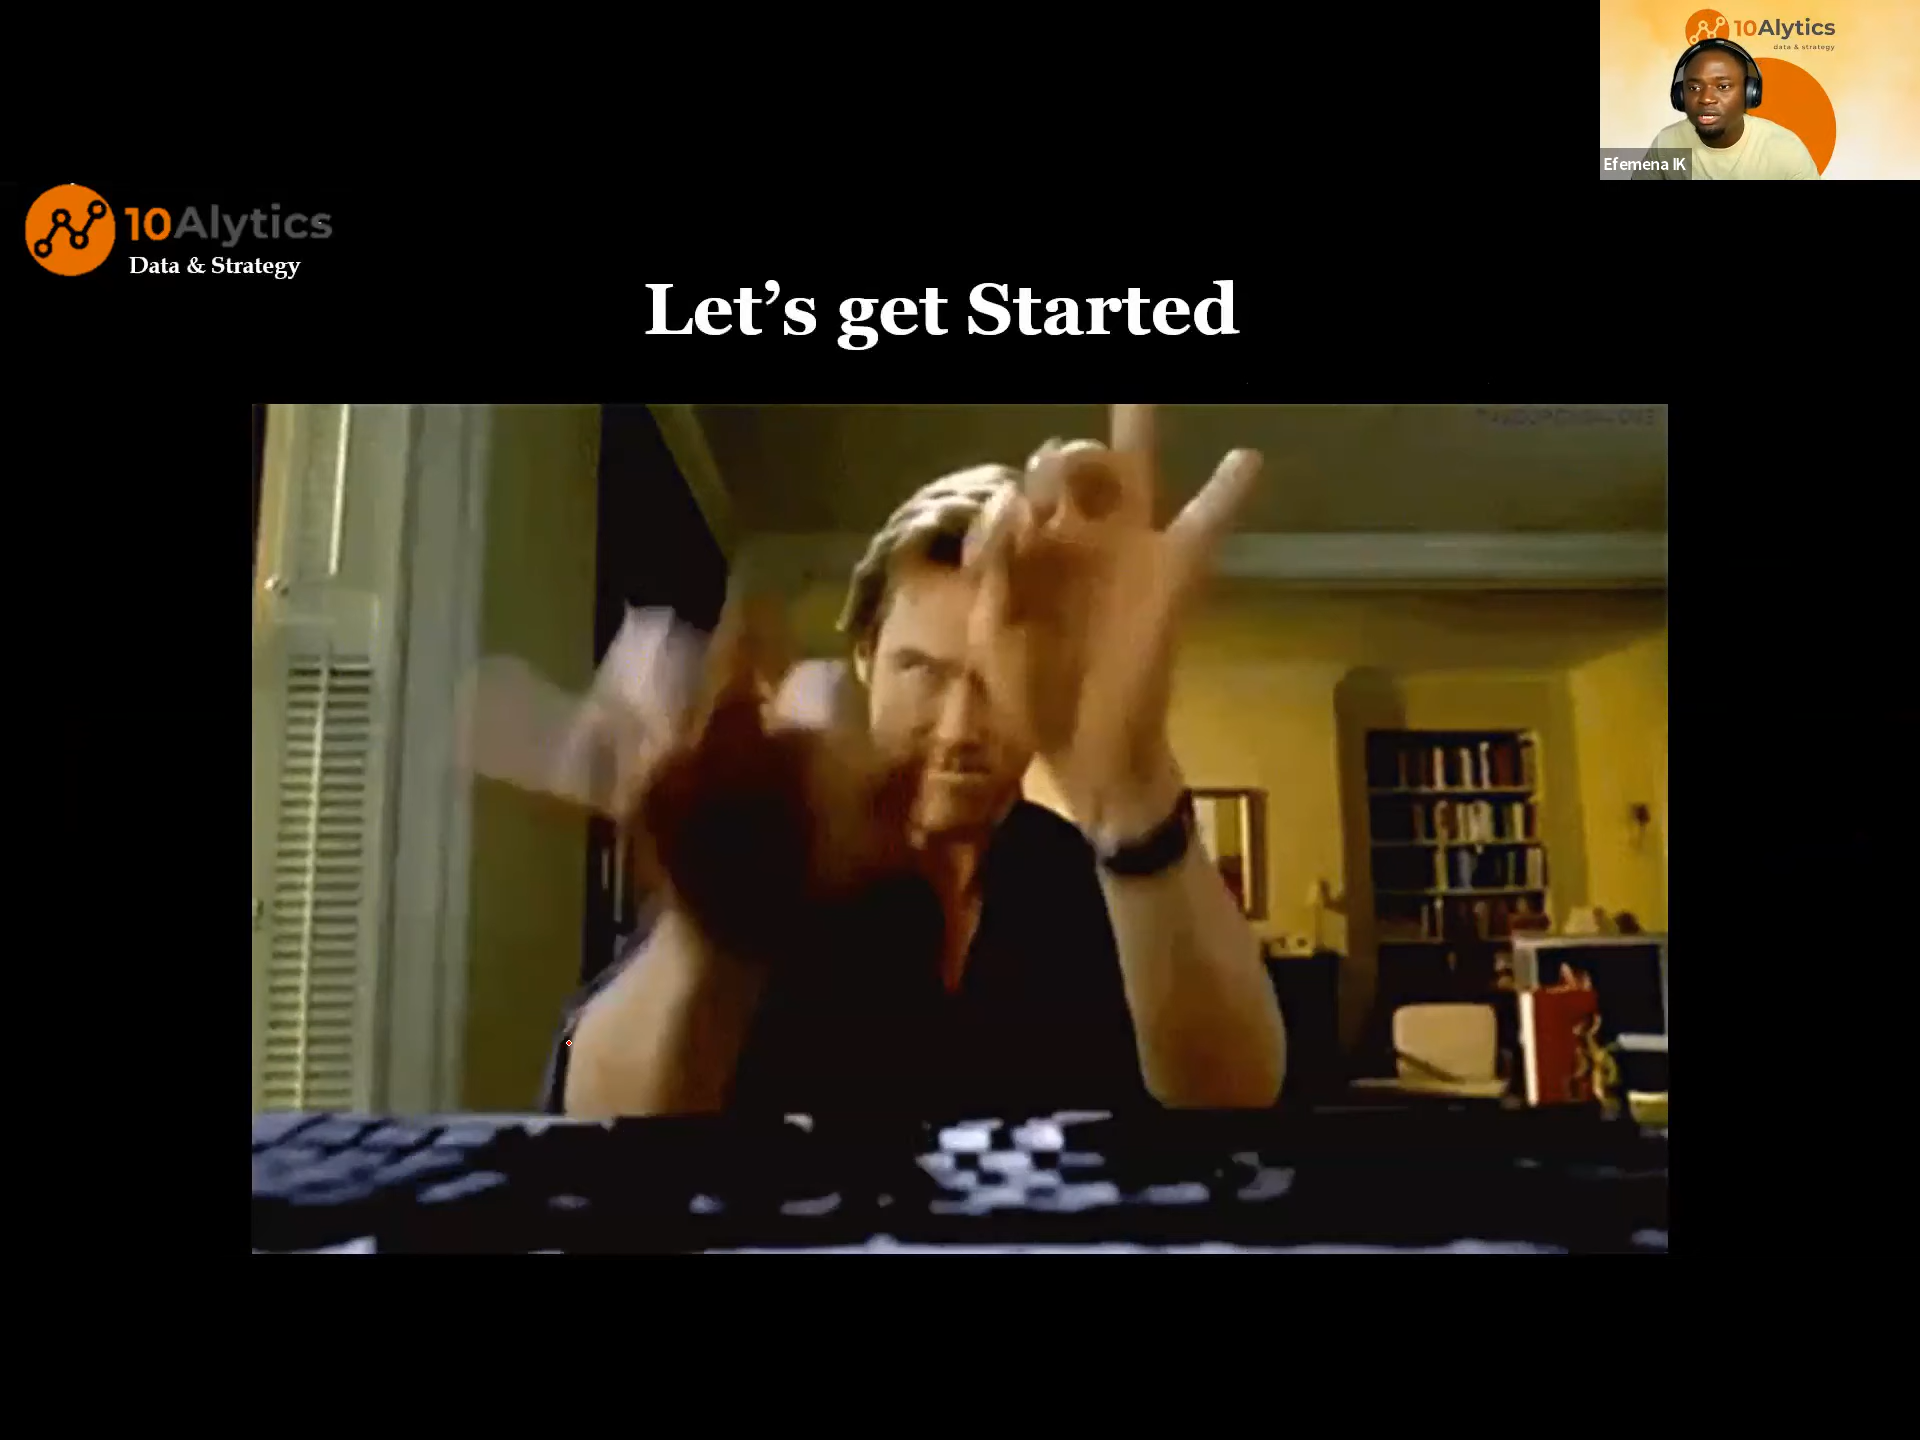 10Alytics
data & strategy
Efemena IK
10Alytics
Data & Strategy
Let's get Started